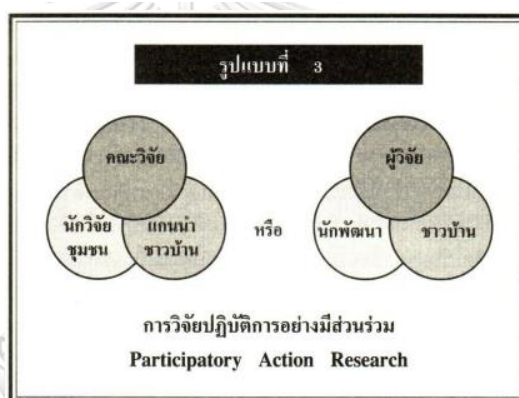 รูปแบบที่ 3
คณะวิจัย
นักวิจัย
ชุมชน
แกนนำ
ชาวบ้าน
หรือ
ผู้วิจัย
นักพัฒนา
ชาวบ้าน
การวิจัยปฏิบัติการอย่างมีส่วนร่วม
Participatory Action Research